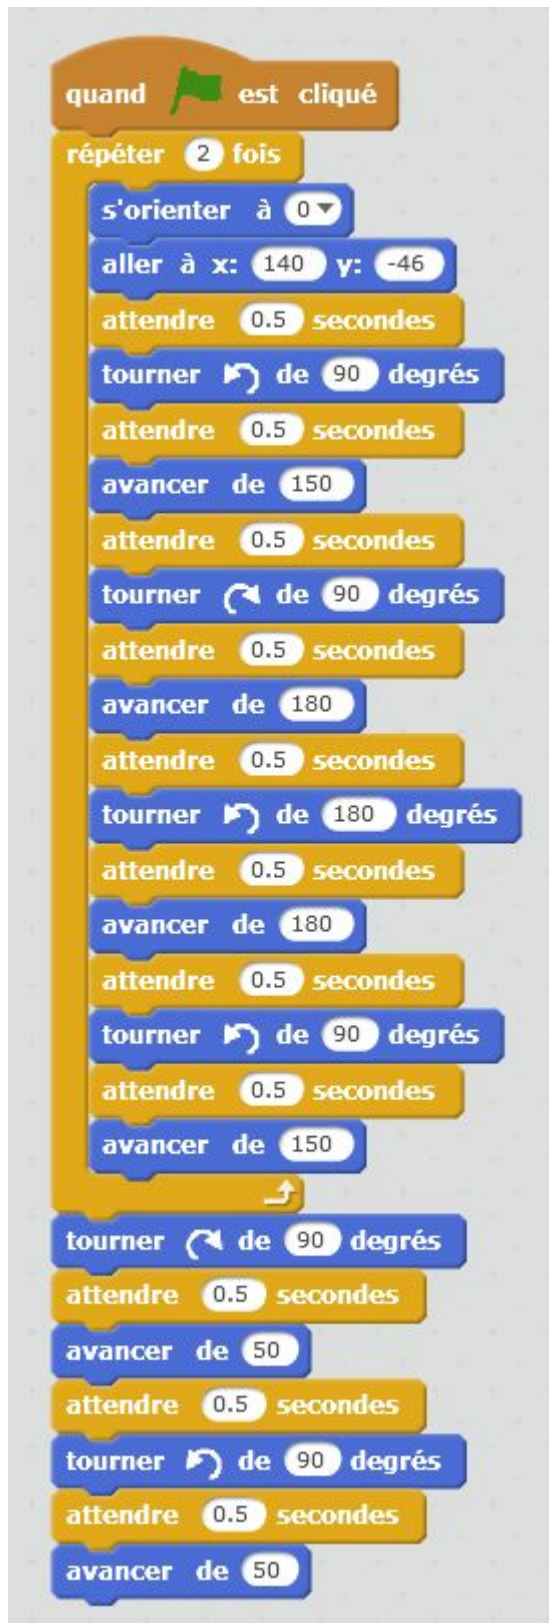 quand est cliqué
répéter 2 fois
s'orienter à 0
aller à x: 140 y: -46
attendre 0.5 secondes
tourner de 90 degrés
attendre 0.5 secondes
avancer de 150
attendre 0.5 secondes
tourner de 90 degrés
attendre 0.5 secondes
avancer de 180
attendre 0.5 secondes
tourner de 180 degrés
attendre 0.5 secondes
avancer de 180
attendre 0.5 secondes
tourner de 90 degrés
attendre 0.5 secondes
avancer de 150
tourner de 90 degrés
attendre 0.5 secondes
avancer de 50
attendre 0.5 secondes
tourner de 90 degrés
attendre 0.5 secondes
avancer de 50